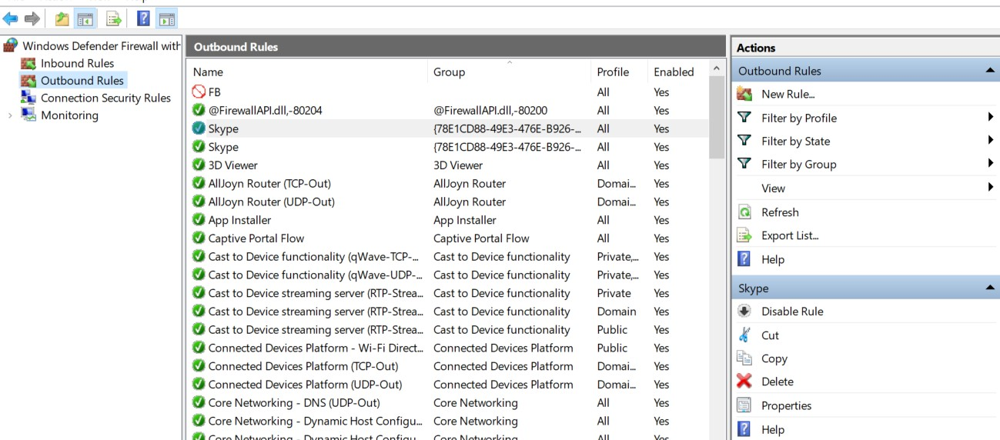 Windows Defender Firewall with
Inbound Rules
Outbound Rules
Connection Security Rules
Monitoring
Outbound Rules
Name Group Profile Enabled
FB All Yes
@FirewallAPI.dll,-80204 @FirewallAPI.dll,-80200 All Yes
Skype {78E1CD88-49E3-476E-B926-... All Yes
Skype {78E1CD88-49E3-476E-B926-... All Yes
3D Viewer 3D Viewer All Yes
AllJoyn Router (TCP-Out) AllJoyn Router Domai... Yes
AllJoyn Router (UDP-Out) AllJoyn Router Domai... Yes
App Installer App Installer All Yes
Captive Portal Flow Captive Portal Flow All Yes
Cast to Device functionality (qWave-TCP-... Cast to Device functionality Private,... Yes
Cast to Device functionality (qWave-UDP-... Cast to Device functionality Private,... Yes
Cast to Device streaming server (RTP-Strea... Cast to Device functionality Private Yes
Cast to Device streaming server (RTP-Strea... Cast to Device functionality Domain Yes
Cast to Device streaming server (RTP-Strea... Cast to Device functionality Public Yes
Connected Devices Platform - Wi-Fi Direct... Connected Devices Platform Public Yes
Connected Devices Platform (TCP-Out) Connected Devices Platform Domai... Yes
Connected Devices Platform (UDP-Out) Connected Devices Platform Domai... Yes
Core Networking - DNS (UDP-Out) Core Networking All Yes
Core Networking - Dynamic Host Configu... Core Networking All Yes
Core Networking - Dynamic Host Configu... Core Networking All Yes
Actions
Outbound Rules
New Rule...
Filter by Profile
Filter by State
Filter by Group
View
Refresh
Export List...
Help
Skype
Disable Rule
Cut
Copy
Delete
Properties
Help